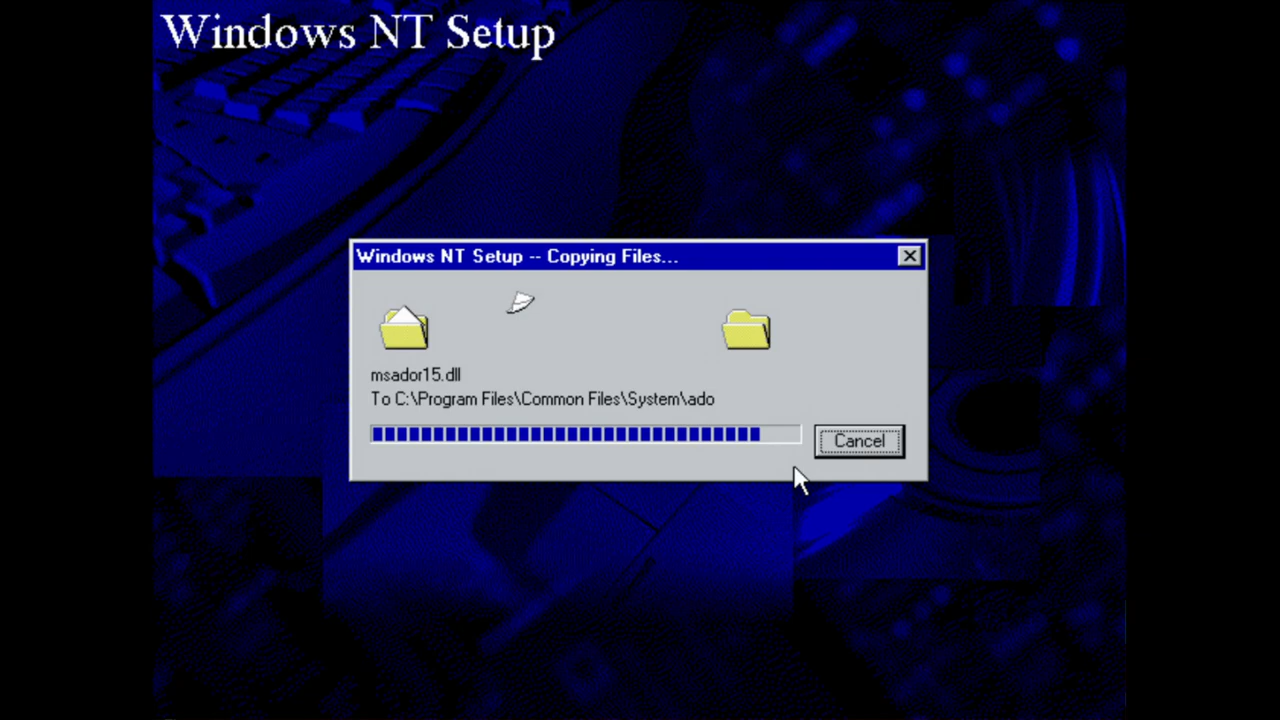 Windows NT Setup
Windows NT Setup -- Copying Files...
msador15.dll
To C:\Program Files\Common Files\System\ado
Cancel